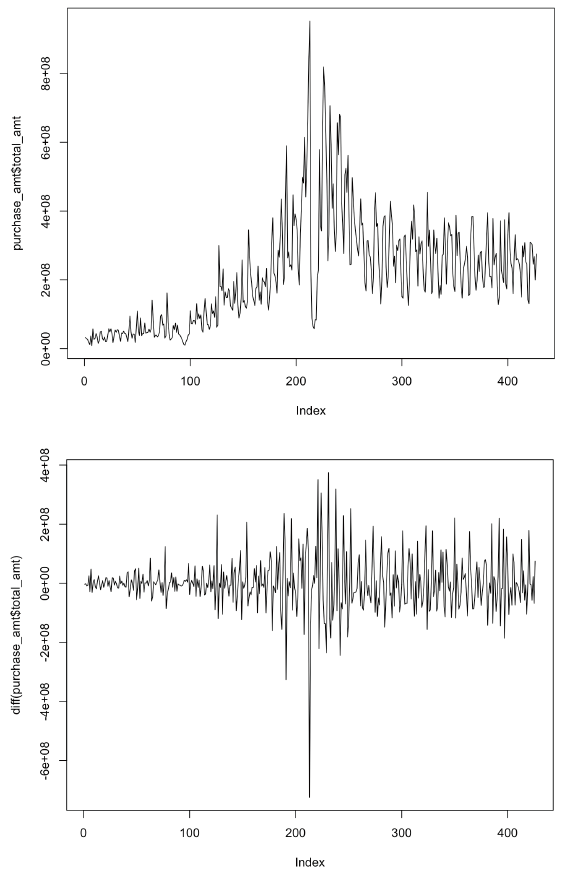 purchase_amt$total_amt
8e+08
6e+08
4e+08
2e+08
0e+00
0 100 200 300 400
Index
diff(purchase_amt$total_amt)
4e+08
2e+08
0e+00
-2e+08
-4e+08
-6e+08
0 100 200 300 400
Index